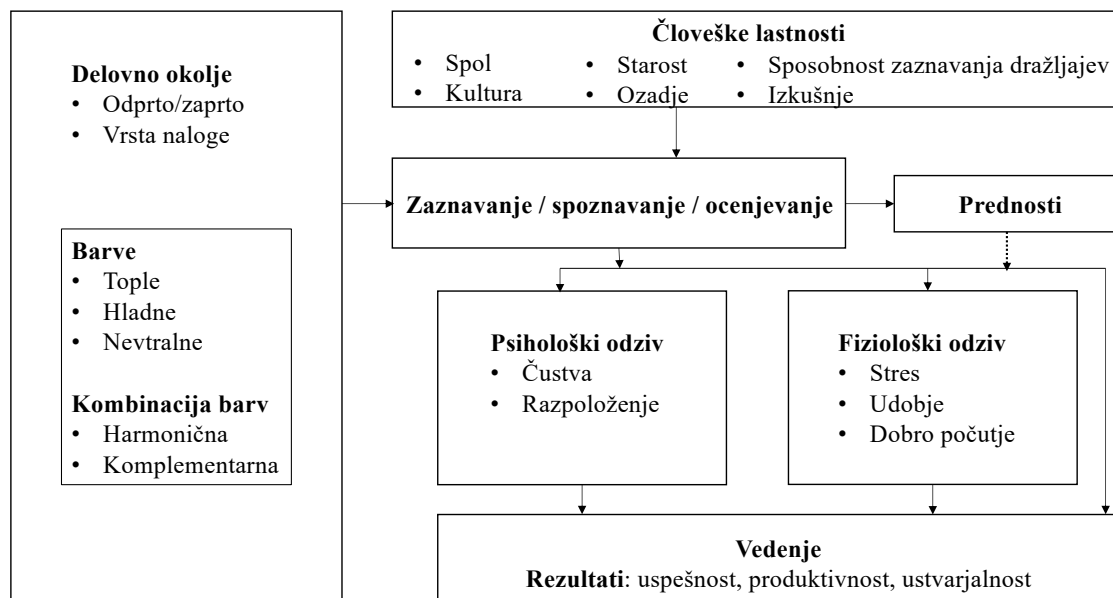 Delovno okolje
• Odprto/zaprto
• Vrsta naloge
Barve
• Tople
• Hladne
• Nevtralne
Kombinacija barv
• Harmonična
• Komplementarna
Človeške lastnosti
• Spol • Starost • Sposobnost zaznavanja dražljajev
• Kultura • Ozadje • Izkušnje
Zaznavanje / spoznavanje / ocenjevanje
Prednosti
Psihološki odziv
• Čustva
• Razpoloženje
Fiziološki odziv
• Stres
• Udobje
• Dobro počutje
Vedenje
Rezultati: uspešnost, produktivnost, ustvarjalnost